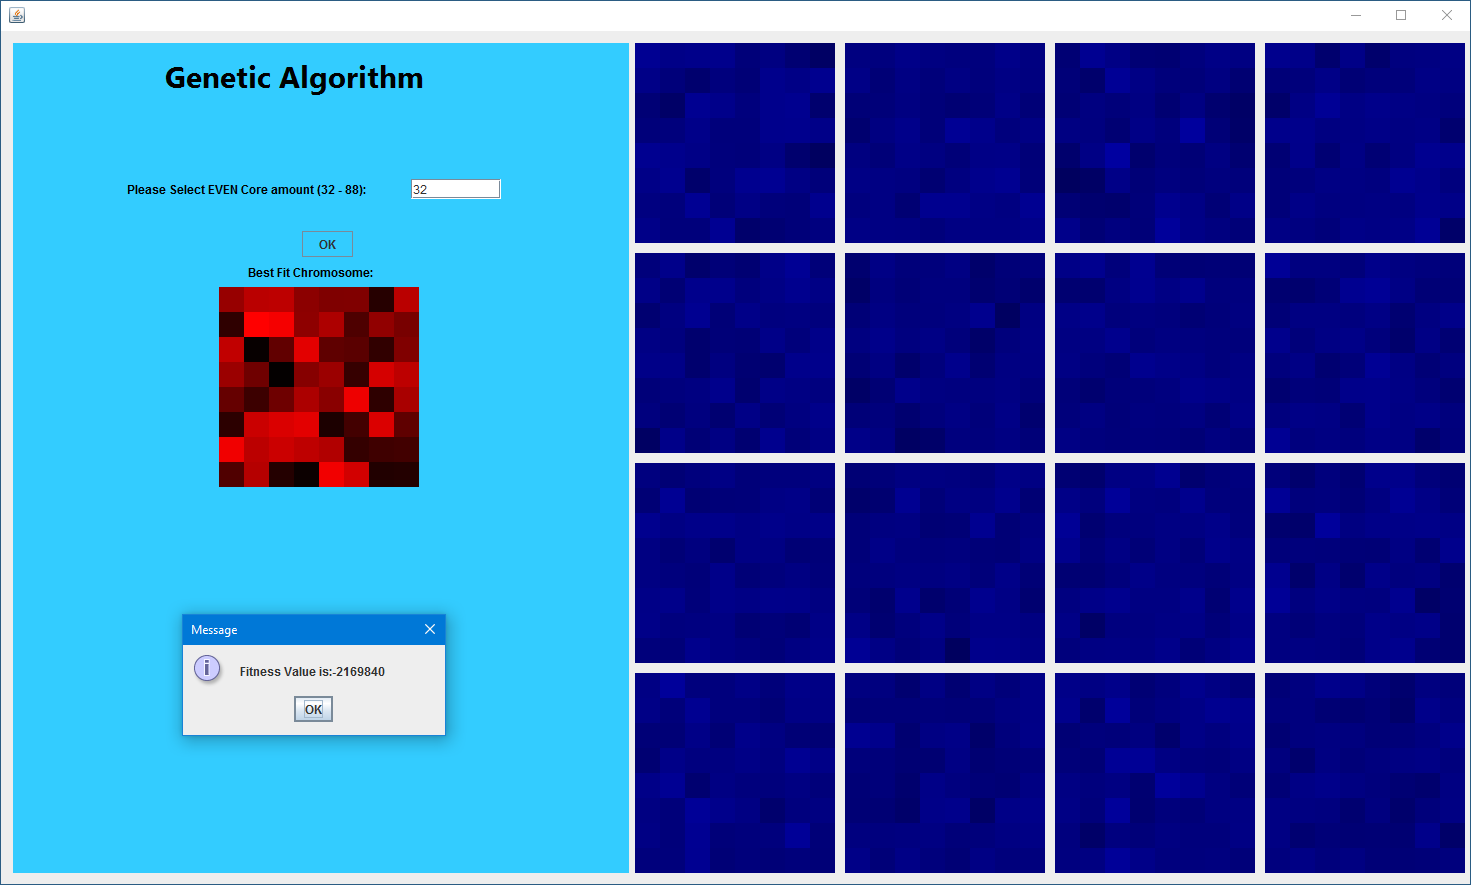 Genetic Algorithm
Please Select EVEN Core amount (32 - 88): 32
OK
Best Fit Chromosome:
Message
Fitness Value is:-2169840
OK